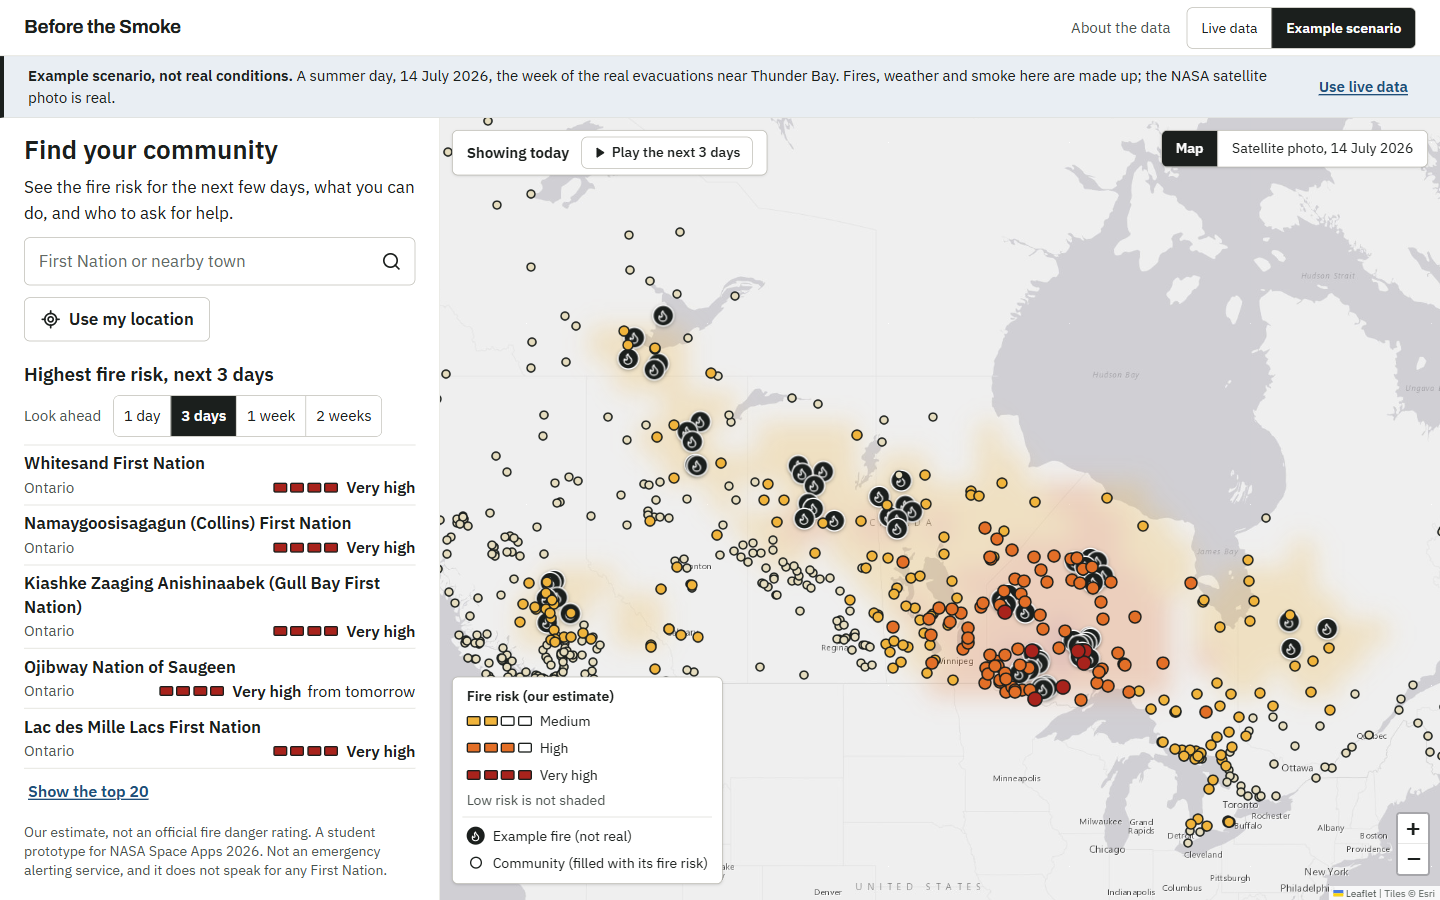 Before the Smoke
About the data
Live data
Example scenario
Example scenario, not real conditions. A summer day, 14 July 2026, the week of the real evacuations near Thunder Bay. Fires, weather and smoke here are made up; the NASA satellite
photo is real.
Use live data
Find your community
See the fire risk for the next few days, what you can
do, and who to ask for help.
First Nation or nearby town
Use my location
Highest fire risk, next 3 days
Look ahead
1 day
3 days
1 week
2 weeks
Whitesand First Nation
Ontario
Very high
Namaygoosisagagun (Collins) First Nation
Ontario
Very high
Kiashke Zaaging Anishinaabek (Gull Bay First
Nation)
Ontario
Very high
Ojibway Nation of Saugeen
Ontario
Very high from tomorrow
Lac des Mille Lacs First Nation
Ontario
Very high
Show the top 20
Our estimate, not an official fire danger rating. A student
prototype for NASA Space Apps 2026. Not an emergency
alerting service, and it does not speak for any First Nation.
Showing today
Play the next 3 days
Map
Satellite photo, 14 July 2026
Hudson Strait
Hudson Bay
Ungava
James Bay
Regina
Winnipeg
Fire risk (our estimate)
Medium
High
Very high
Low risk is not shaded
Example fire (not real)
Community (filled with its fire risk)
Minneapolis
Milwaukee
Grand
Rapids
Chicago
Cleveland
Toronto
Rochester
Buffalo
Ottawa
Albany
Boston
Providence
New York
Pittsburgh
Columbus
Indianapolis
Denver
UNITED STATES
+
−
Leaflet | Tiles © Esri